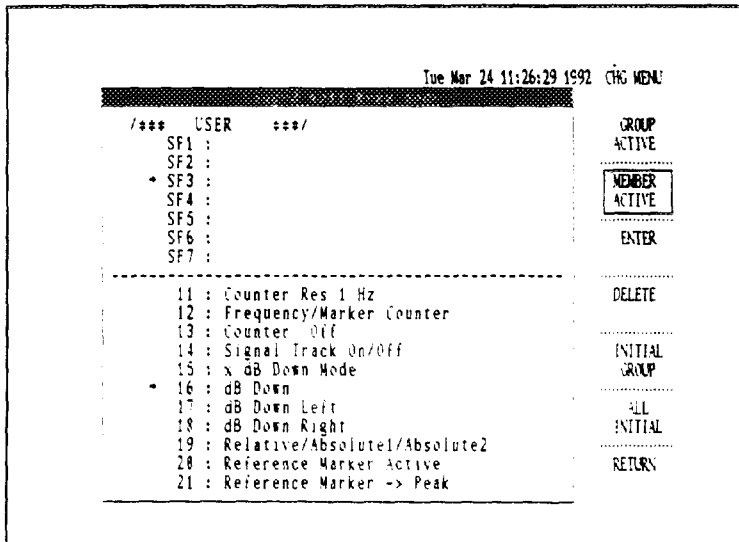 Tue Mar 24 11:26:29 1992 CHG MENU
/*** USER ***/
SF1 :
SF2 :
→ SF3 :
SF4 :
SF5 :
SF6 :
SF7 :
11 : Counter Res 1 Hz
12 : Frequency/Marker Counter
13 : Counter Off
14 : Signal Track On/Off
15 : x dB Down Mode
→ 16 : dB Down
17 : dB Down Left
18 : dB Down Right
19 : Relative/Absolute1/Absolute2
20 : Reference Marker Active
21 : Reference Marker -> Peak
GROUP
ACTIVE
MEMBER
ACTIVE
ENTER
DELETE
INITIAL
GROUP
ALL
INITIAL
RETURN